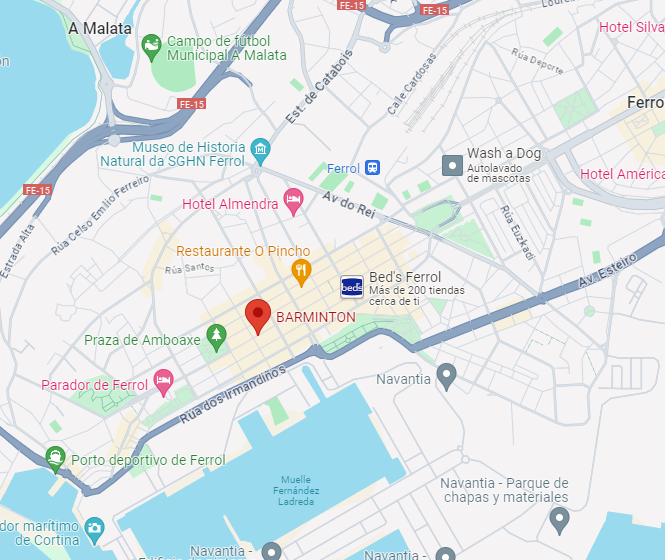 FE-15
FE-15
Loure
A Malata
Campo de fútbol
Municipal A Malata
Hotel Silva
Rúa Deporte
Est. de Catabois
Calle Cardosas
ón
FE-15
Ferro
Museo de Historia
Natural da SGHN Ferrol
Wash a Dog
Autolavado
de mascotas
Ferrol
Hotel América
FE-15
Rúa Celso Emilio Ferreiro
Hotel Almendra
Av do Rei
Rúa Euzkadi
Estrada Alta
Restaurante O Pincho
Rúa Santos
Bed's Ferrol
beds
Más de 200 tiendas
cerca de ti
Av. Esteiro
BARMINTON
Praza de Amboaxe
Parador de Ferrol
Navantia
Rúa dos Irmandiños
Porto deportivo de Ferrol
Muelle
Fernández
Ladreda
Navantia - Parque de
chapas y materiales
dor marítimo
de Cortina
Navantia -
Navantia -